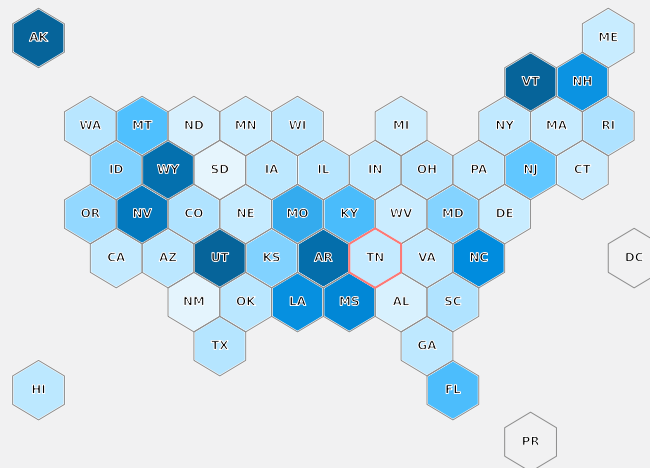 AK
ME
VT NH
WA MT ND MN WI MI NY MA RI
ID WY SD IA IL IN OH PA NJ CT
OR NV CO NE MO KY WV MD DE
CA AZ UT KS AR TN VA NC DC
NM OK LA MS AL SC
TX GA
HI FL
PR